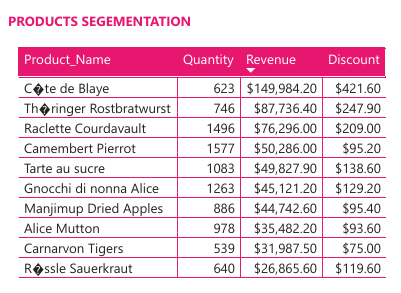 PRODUCTS SEGEMENTATION
Product_Name Quantity Revenue Discount
C�te de Blaye 623 $149,984.20 $421.60
Th�ringer Rostbratwurst 746 $87,736.40 $247.90
Raclette Courdavault 1496 $76,296.00 $209.00
Camembert Pierrot 1577 $50,286.00 $95.20
Tarte au sucre 1083 $49,827.90 $138.60
Gnocchi di nonna Alice 1263 $45,121.20 $129.20
Manjimup Dried Apples 886 $44,742.60 $95.40
Alice Mutton 978 $35,482.20 $93.60
Carnarvon Tigers 539 $31,987.50 $75.00
R�ssle Sauerkraut 640 $26,865.60 $119.60